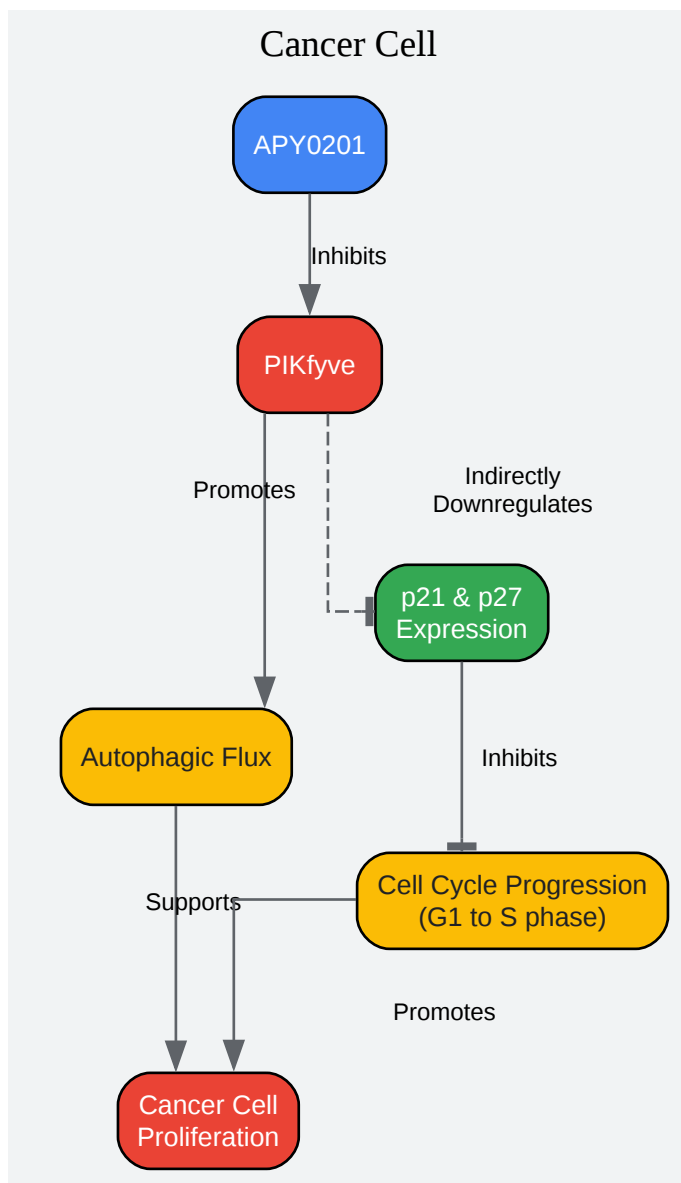 Cancer Cell
APY0201
Inhibits
PIKfyve
Promotes
Indirectly
Downregulates
p21 & p27
Expression
Autophagic Flux
Inhibits
Cell Cycle Progression
(G1 to S phase)
Supports
Promotes
Cancer Cell
Proliferation